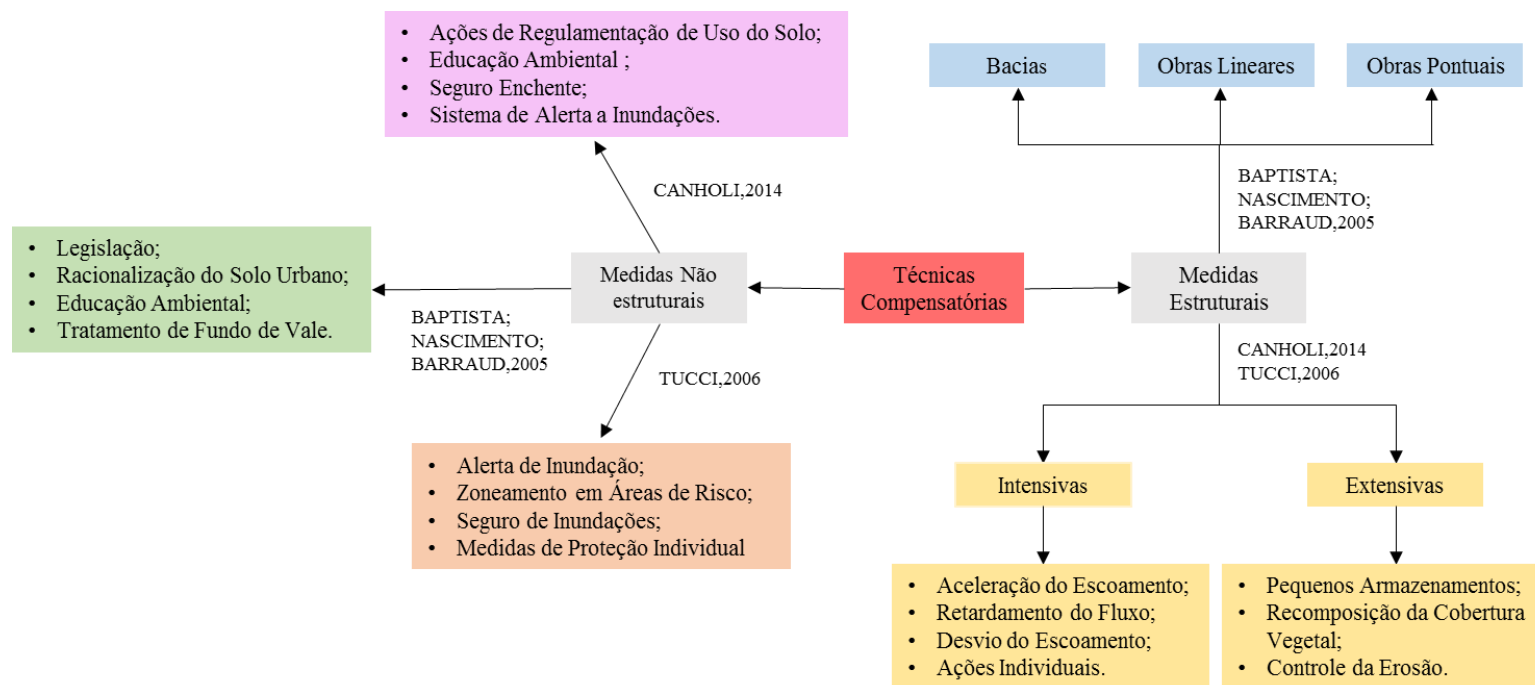 • Ações de Regulamentação de Uso do Solo;
• Educação Ambiental ;
• Seguro Enchente;
• Sistema de Alerta a Inundações.
Bacias
Obras Lineares
Obras Pontuais
CANHOLI,2014
BAPTISTA;
NASCIMENTO;
BARRAUD,2005
• Legislação;
• Racionalização do Solo Urbano;
• Educação Ambiental;
• Tratamento de Fundo de Vale.
Medidas Não
estruturais
Técnicas
Compensatórias
Medidas
Estruturais
BAPTISTA;
NASCIMENTO;
BARRAUD,2005
TUCCI,2006
CANHOLI,2014
TUCCI,2006
• Alerta de Inundação;
• Zoneamento em Áreas de Risco;
• Seguro de Inundações;
• Medidas de Proteção Individual
Intensivas
Extensivas
• Aceleração do Escoamento;
• Retardamento do Fluxo;
• Desvio do Escoamento;
• Ações Individuais.
• Pequenos Armazenamentos;
• Recomposição da Cobertura
Vegetal;
• Controle da Erosão.